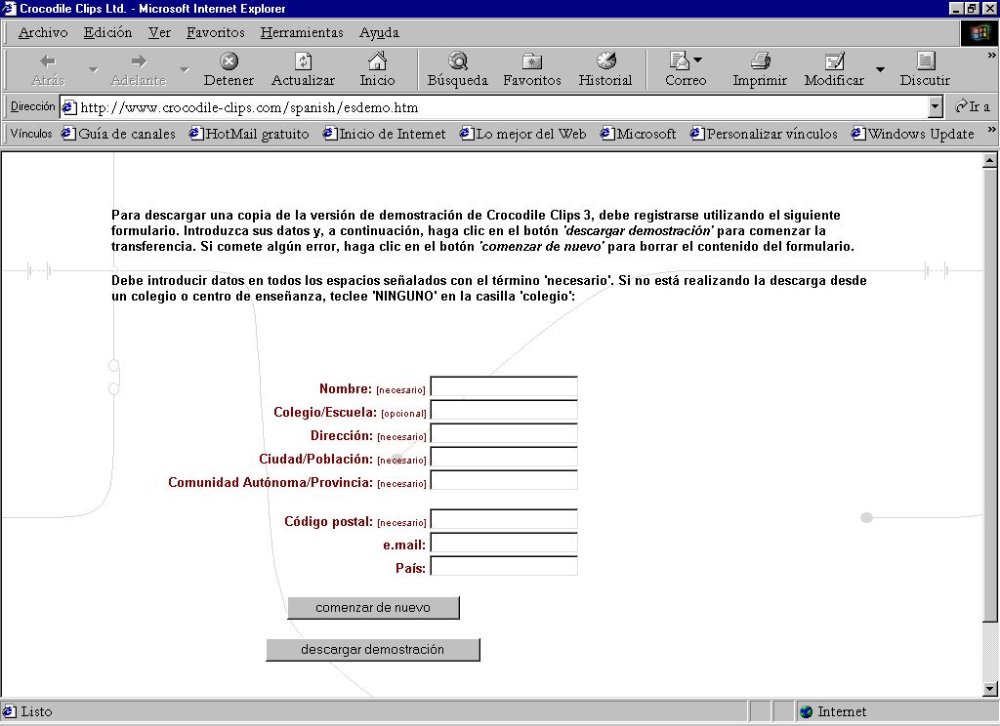 Crocodile Clips Ltd. - Microsoft Internet Explorer
Archivo Edición Ver Favoritos Herramientas Ayuda
Atrás Adelante Detener Actualizar Inicio Búsqueda Favoritos Historial Correo Imprimir Modificar Discutir »
Dirección http://www.crocodile-clips.com/spanish/esdemo.htm Ir a
Vínculos Guía de canales HotMail gratuito Inicio de Internet Lo mejor del Web Microsoft Personalizar vínculos Windows Update »
Para descargar una copia de la versión de demostración de Crocodile Clips 3, debe registrarse utilizando el siguiente
formulario. Introduzca sus datos y, a continuación, haga clic en el botón 'descargar demostración' para comenzar la
transferencia. Si comete algún error, haga clic en el botón 'comenzar de nuevo' para borrar el contenido del formulario.
Debe introducir datos en todos los espacios señalados con el término 'necesario'. Si no está realizando la descarga desde
un colegio o centro de enseñanza, teclee 'NINGUNO' en la casilla 'colegio':
Nombre: [necesario]
Colegio/Escuela: [opcional]
Dirección: [necesario]
Ciudad/Población: [necesario]
Comunidad Autónoma/Provincia: [necesario]
Código postal: [necesario]
e.mail:
País:
comenzar de nuevo
descargar demostración
Listo Internet